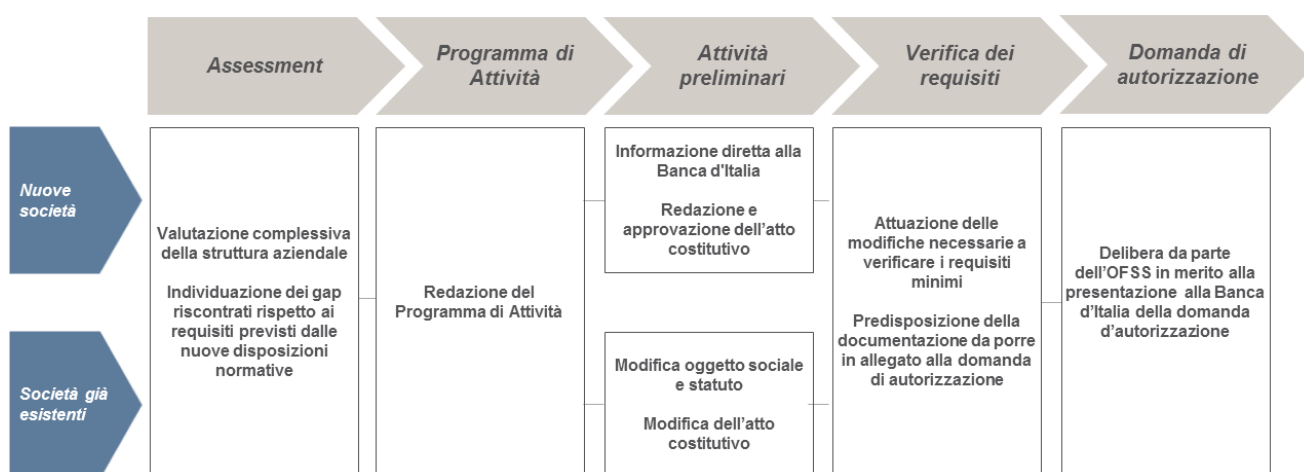 Assessment
Programma di
Attività
Attività
preliminari
Verifica dei
requisiti
Domanda di
autorizzazione
Nuove
società
Società già
esistenti
Valutazione complessiva
della struttura aziendale
Individuazione dei gap
riscontrati rispetto ai
requisiti previsti dalle
nuove disposizioni
normative
Redazione del
Programma di Attività
Informazione diretta alla
Banca d'Italia
Redazione e
approvazione dell’atto
costitutivo
Modifica oggetto sociale
e statuto
Modifica dell’atto
costitutivo
Attuazione delle
modifiche necessarie a
verificare i requisiti
minimi
Predisposizione della
documentazione da porre
in allegato alla domanda
di autorizzazione
Delibera da parte
dell’OFSS in merito alla
presentazione alla Banca
d’Italia della domanda
d’autorizzazione